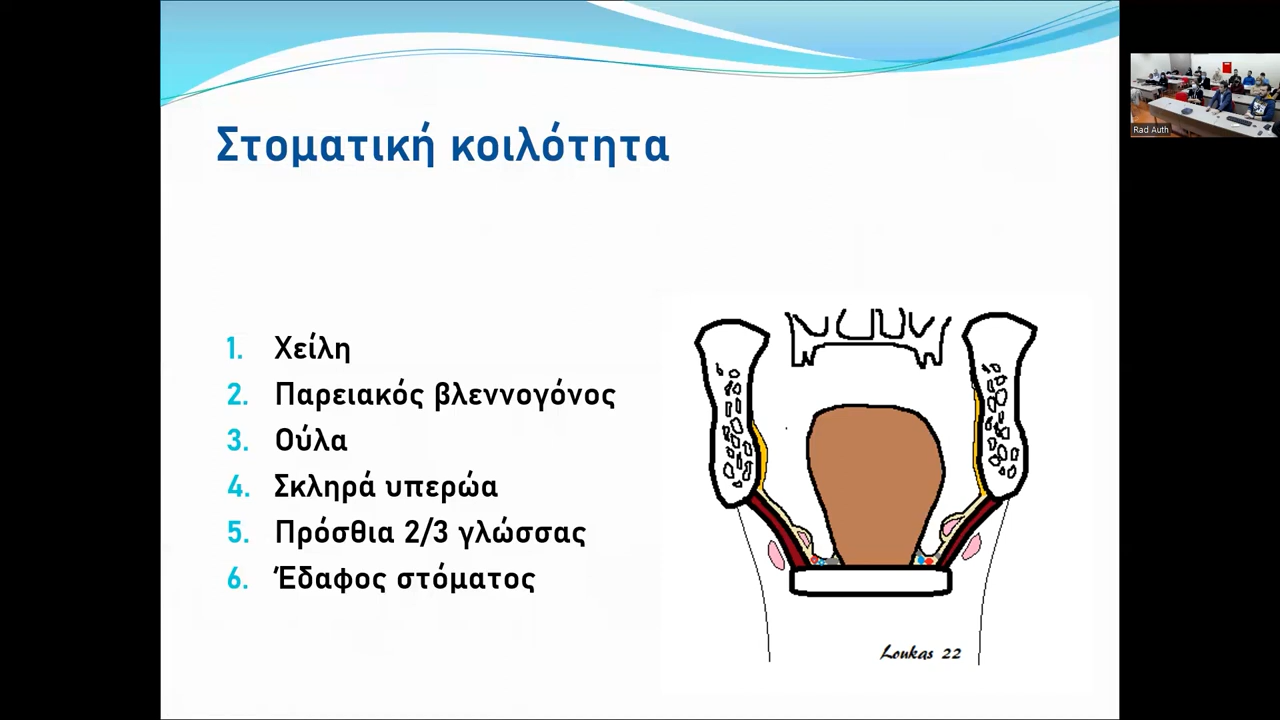 Στοματική κοιλότητα
1. Χείλη
2. Παρειακός βλεννογόνος
3. Ούλα
4. Σκληρά υπερώα
5. Πρόσθια 2/3 γλώσσας
6. Έδαφος στόματος
Loukas 22
Rad Auth